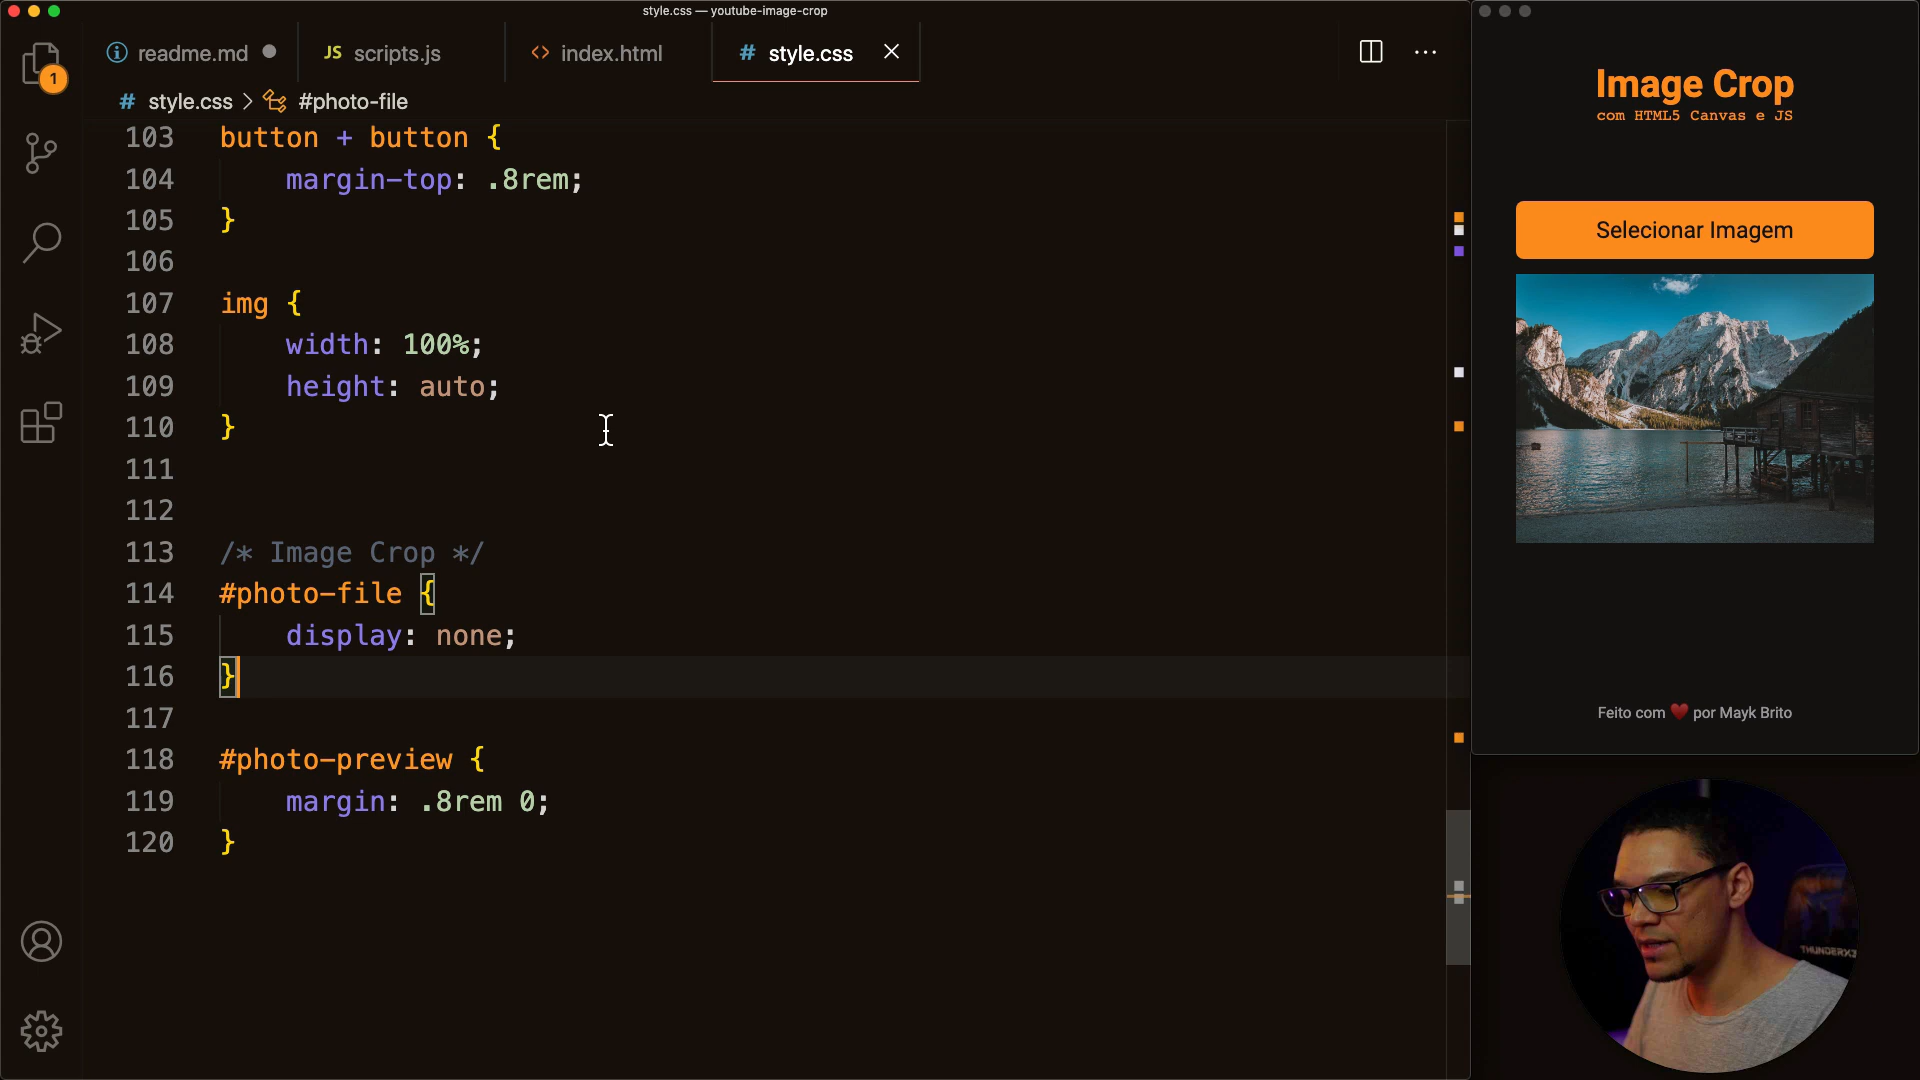 style.css — youtube-image-crop
readme.md
JS scripts.js
<> index.html
# style.css
1
# style.css > #photo-file
103 button + button {
104 margin-top: .8rem;
105 }
106
107 img {
108 width: 100%;
109 height: auto;
110 }
111
112
113 /* Image Crop */
114 #photo-file {
115 display: none;
116 }
117
118 #photo-preview {
119 margin: .8rem 0;
120 }
Image Crop
com HTML5 Canvas e JS
Selecionar Imagem
Feito com ❤️ por Mayk Brito